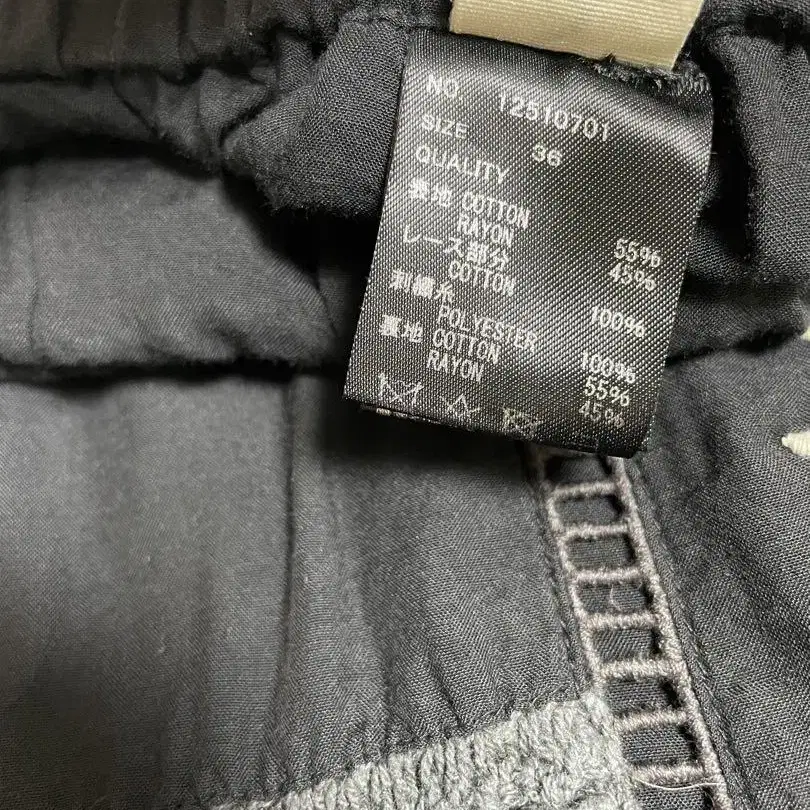 NO 12510701
SIZE 36
QUALITY
表地 COTTON 55%
RAYON 45%
レース部分
COTTON 100%
刺繍糸
POLYESTER 100%
裏地 COTTON 55%
RAYON 45%